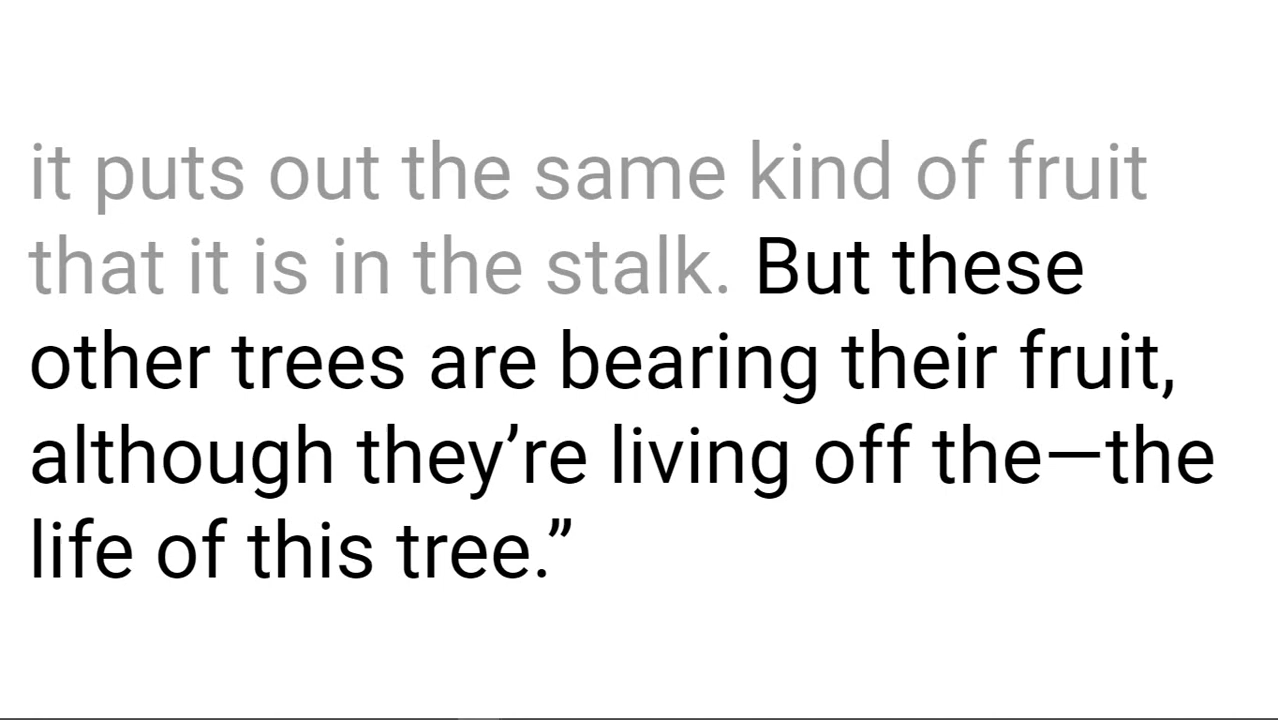 it puts out the same kind of fruit
that it is in the stalk. But these
other trees are bearing their fruit,
although they’re living off the—the
life of this tree.”